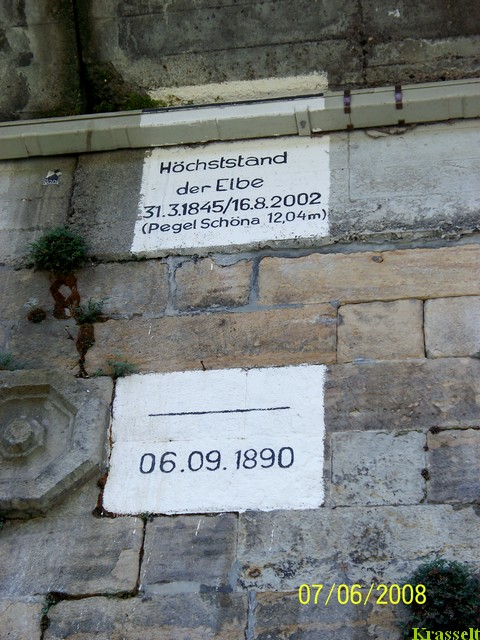 Höchststand
der Elbe
31.3.1845/16.8.2002
(Pegel Schöna 12,04m)
06.09.1890
07/06/2008
Krasselt